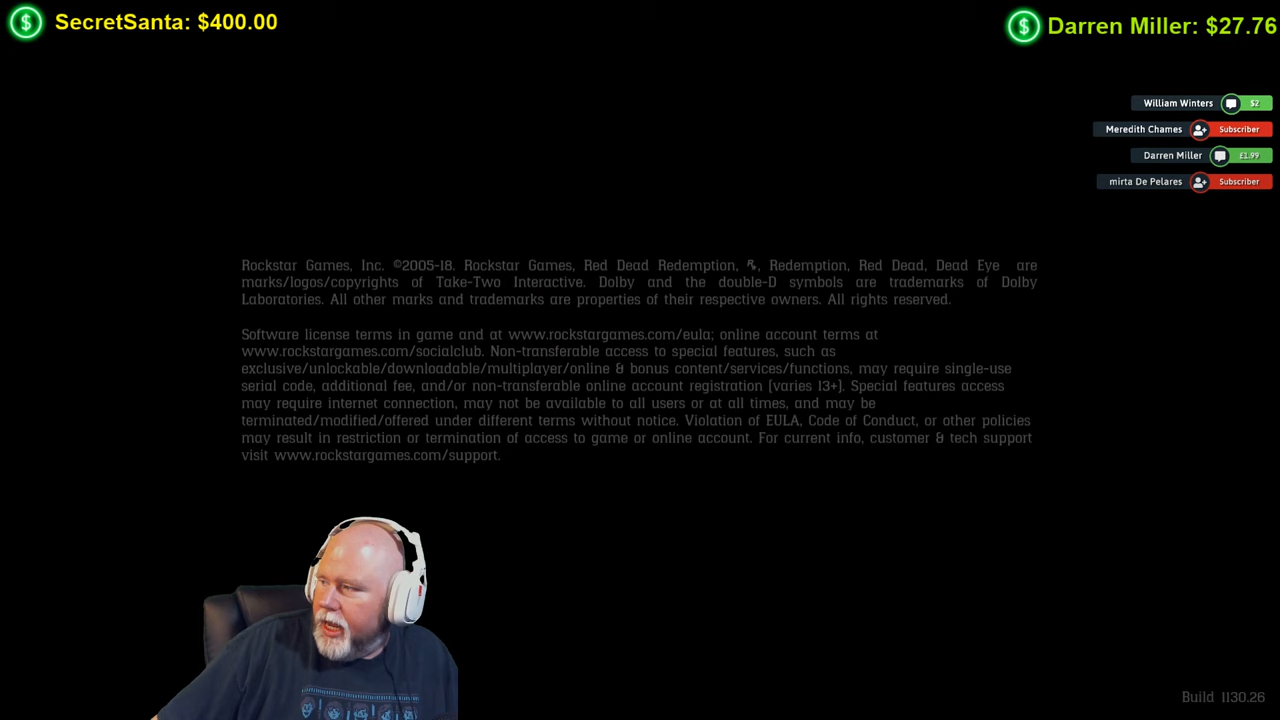 SecretSanta: $400.00
Darren Miller: $27.76
William Winters $2
Meredith Chames Subscriber
Darren Miller £1.99
mirta De Pelares Subscriber
Rockstar Games, Inc. ©2005-18. Rockstar Games, Red Dead Redemption, R*, Redemption, Red Dead, Dead Eye are
marks/logos/copyrights of Take-Two Interactive. Dolby and the double-D symbols are trademarks of Dolby
Laboratories. All other marks and trademarks are properties of their respective owners. All rights reserved.
Software license terms in game and at www.rockstargames.com/eula; online account terms at
www.rockstargames.com/socialclub. Non-transferable access to special features, such as
exclusive/unlockable/downloadable/multiplayer/online & bonus content/services/functions, may require single-use
serial code, additional fee, and/or non-transferable online account registration (varies 13+). Special features access
may require internet connection, may not be available to all users or at all times, and may be
terminated/modified/offered under different terms without notice. Violation of EULA, Code of Conduct, or other policies
may result in restriction or termination of access to game or online account. For current info, customer & tech support
visit www.rockstargames.com/support.
Build 1130.26